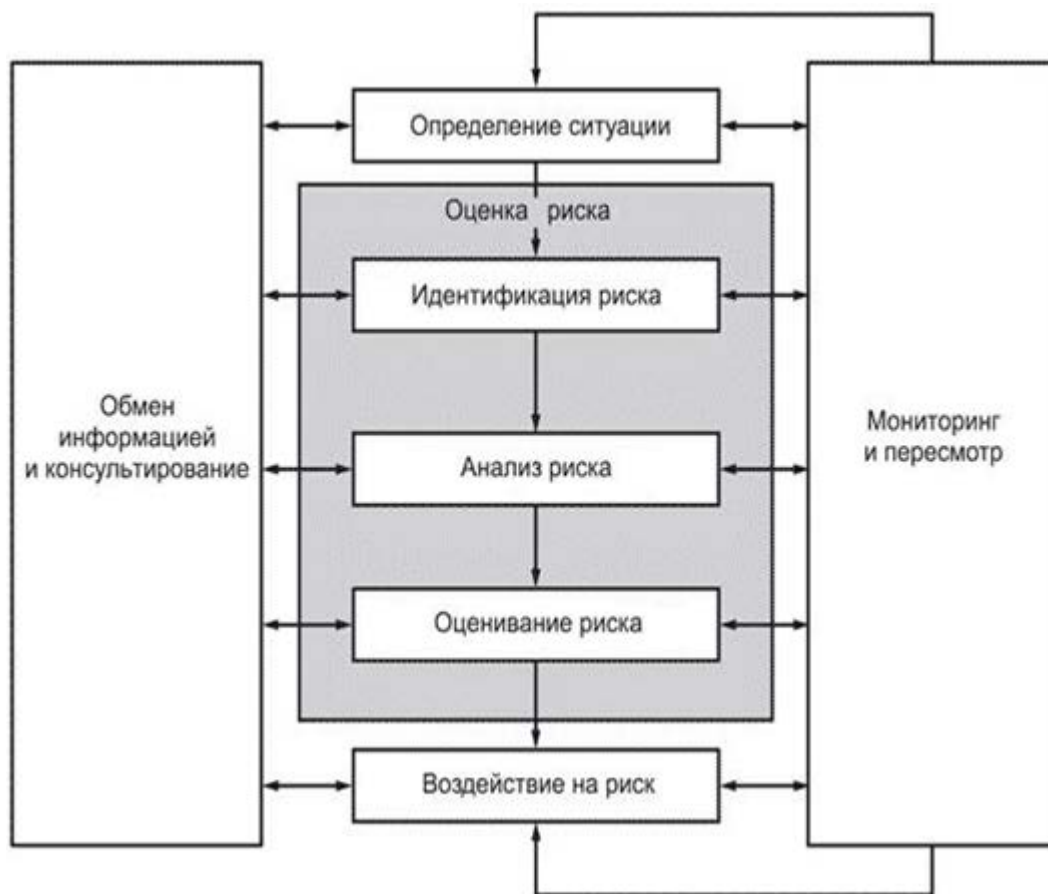 Определение ситуации
Оценка риска
Идентификация риска
Обмен
информацией
и консультирование
Анализ риска
Мониторинг
и пересмотр
Оценивание риска
Воздействие на риск